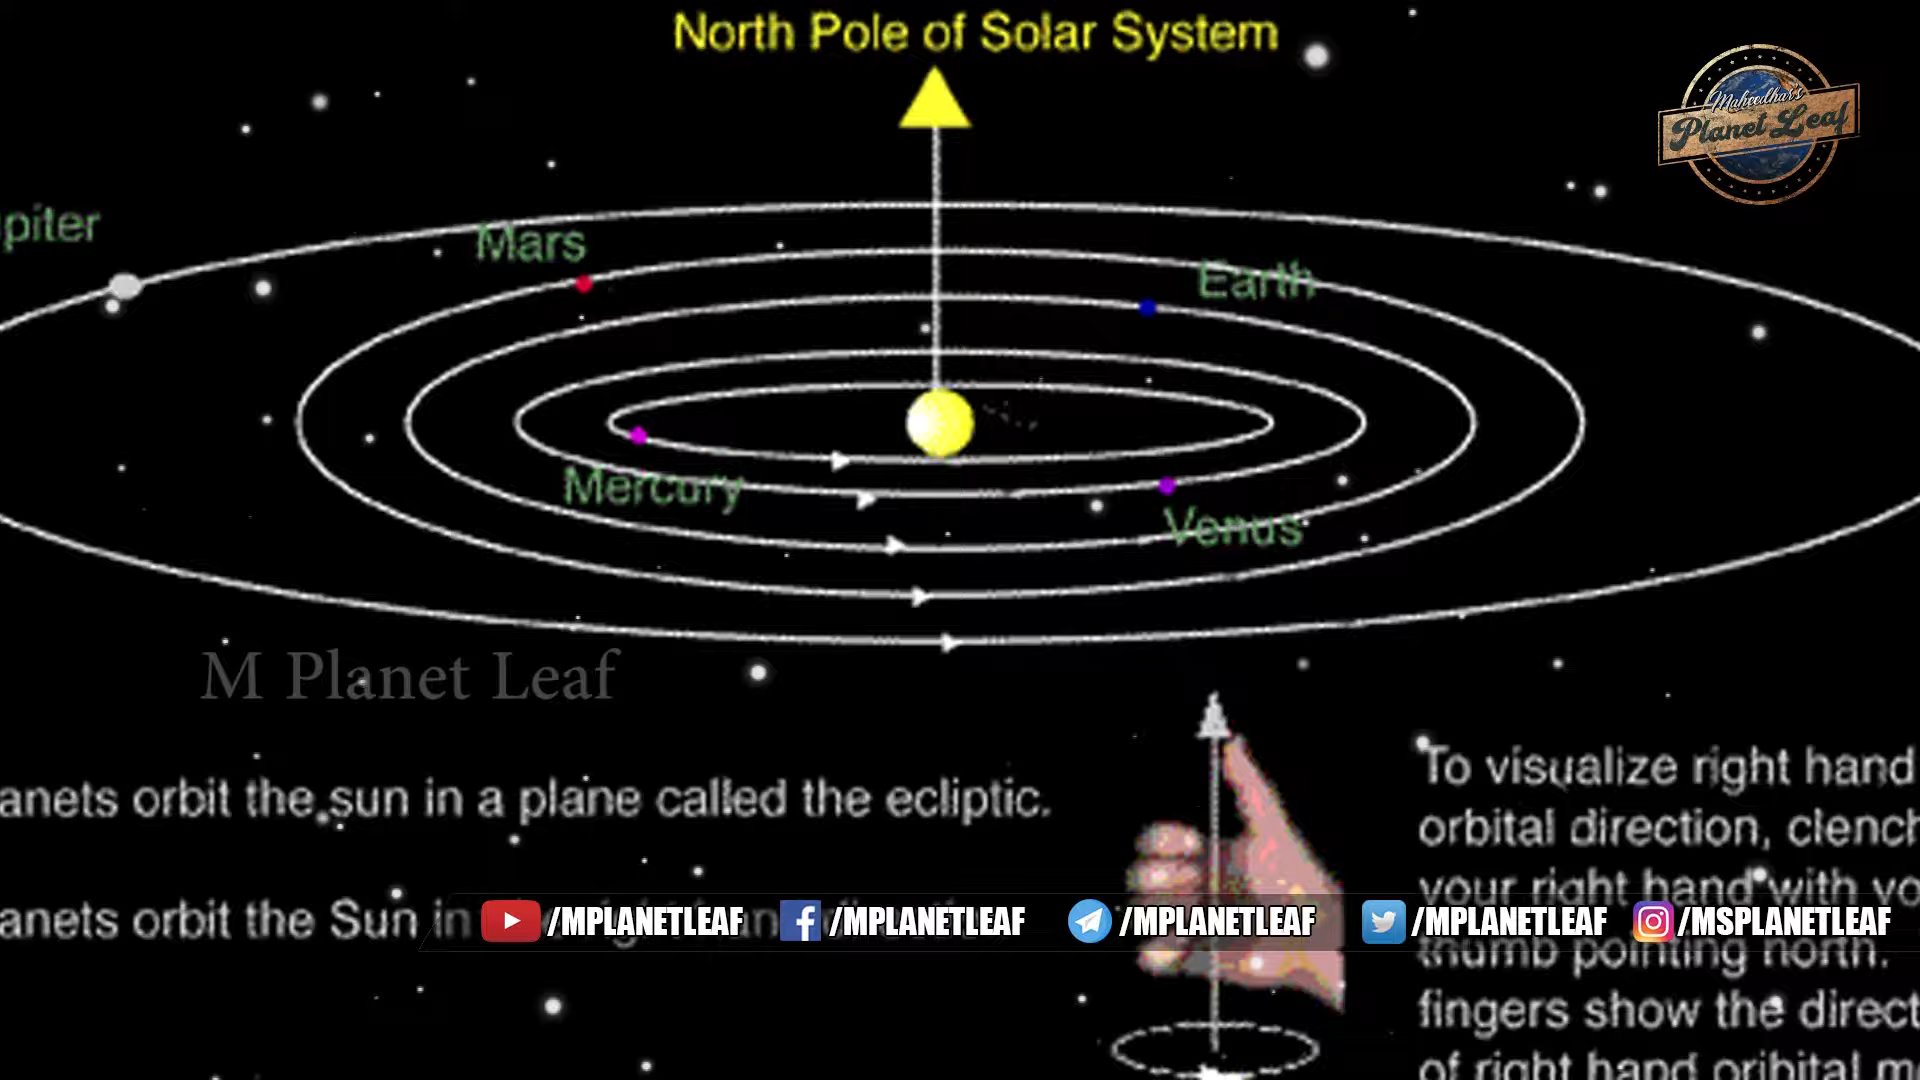 North Pole of Solar System
Maheedhar's
Planet Leaf
piter
Mars
Earth
Mercury
Venus
M Planet Leaf
anets orbit the sun in a plane called the ecliptic.
anets orbit the Sun in
To visualize right hand
orbital direction, clench
your right hand with yo
thumb pointing north.
fingers show the direct
of right hand oribital m
/MPLANETLEAF /MPLANETLEAF /MPLANETLEAF /MPLANETLEAF /MSPLANETLEAF